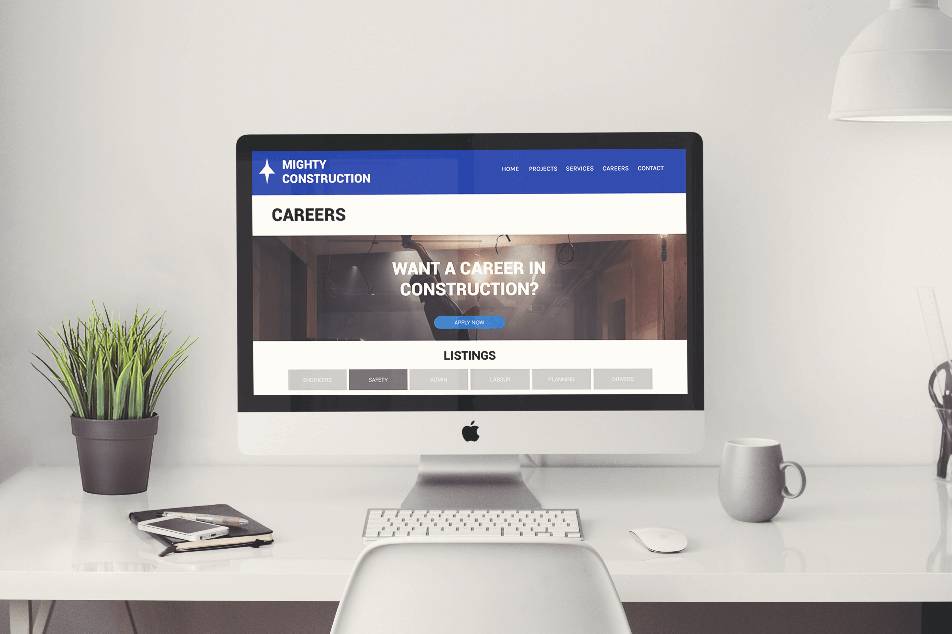 MIGHTY
CONSTRUCTION
HOME PROJECTS SERVICES CAREERS CONTACT
CAREERS
WANT A CAREER IN
CONSTRUCTION?
APPLY NOW
LISTINGS
ENGINEERS SAFETY ADMIN LABOUR PLANNING